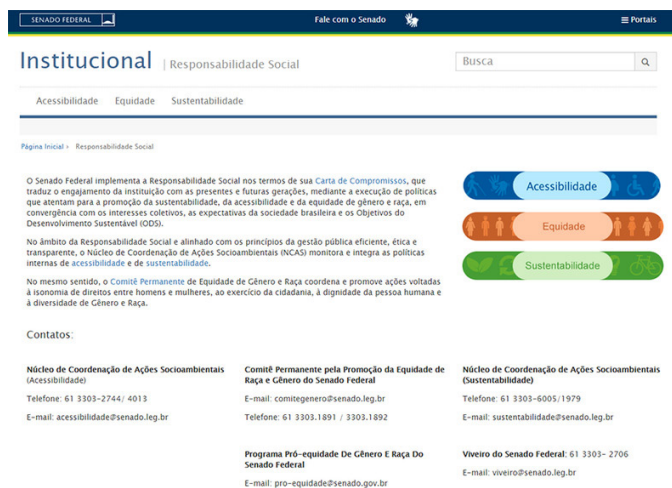 SENADO FEDERAL
Fale com o Senado
Portais
Institucional | Responsabilidade Social
Busca
Acessibilidade Equidade Sustentabilidade
Página Inicial › Responsabilidade Social
O Senado Federal implementa a Responsabilidade Social nos termos de sua Carta de Compromissos, que
traduz o engajamento da instituição com as presentes e futuras gerações, mediante a execução de políticas
que atentam para a promoção da sustentabilidade, da acessibilidade e da equidade de gênero e raça, em
convergência com os interesses coletivos, as expectativas da sociedade brasileira e os Objetivos do
Desenvolvimento Sustentável (ODS).
No âmbito da Responsabilidade Social e alinhado com os princípios da gestão pública eficiente, ética e
transparente, o Núcleo de Coordenação de Ações Socioambientais (NCAS) monitora e integra as políticas
internas de acessibilidade e de sustentabilidade.
No mesmo sentido, o Comitê Permanente de Equidade de Gênero e Raça coordena e promove ações voltadas
à isonomia de direitos entre homens e mulheres, ao exercício da cidadania, à dignidade da pessoa humana e
à diversidade de Gênero e Raça.
Acessibilidade
Equidade
Sustentabilidade
Contatos:
Núcleo de Coordenação de Ações Socioambientais
(Acessibilidade)
Telefone: 61 3303-2744/ 4013
E-mail: acessibilidade@senado.leg.br
Comitê Permanente pela Promoção da Equidade de
Raça e Gênero do Senado Federal
E-mail: comitegenero@senado.leg.br
Telefone: 61 3303.1891 / 3303.1892
Núcleo de Coordenação de Ações Socioambientais
(Sustentabilidade)
Telefone: 61 3303-6005/1979
E-mail: sustentabilidade@senado.leg.br
Programa Pró-equidade De Gênero E Raça Do
Senado Federal
E-mail: pro-equidade@senado.gov.br
Viveiro do Senado Federal: 61 3303- 2706
E-mail: viveiro@senado.leg.br